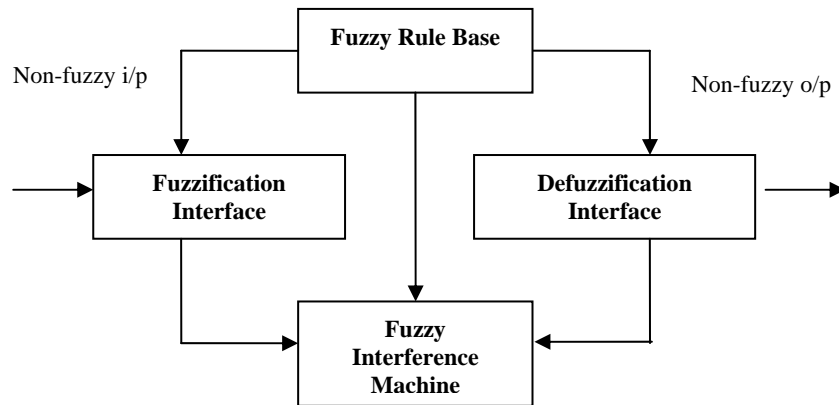 Fuzzy Rule Base
Non-fuzzy i/p
Non-fuzzy o/p
Fuzzification
Interface
Defuzzification
Interface
Fuzzy
Interference
Machine